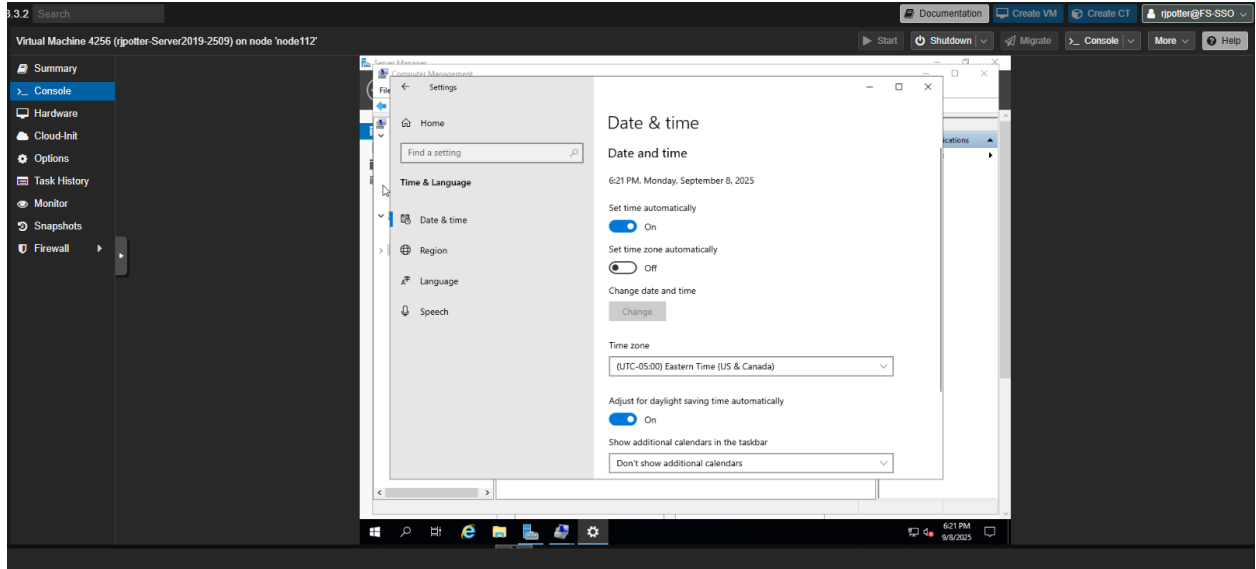 3.3.2 Search Documentation Create VM Create CT rjpotter@FS-SSO
Virtual Machine 4256 (rjpotter-Server2019-2509) on node 'node112' Start Shutdown Migrate >_ Console More Help
Summary
>_ Console
Hardware
Cloud-Init
Options
Task History
Monitor
Snapshots
Firewall
Server Manager
Computer Management
File
Settings
Home
Find a setting
Time & Language
Date & time
Region
Language
Speech
Date & time
Date and time
6:21 PM, Monday, September 8, 2025
Set time automatically
On
Set time zone automatically
Off
Change date and time
Change
Time zone
(UTC-05:00) Eastern Time (US & Canada)
Adjust for daylight saving time automatically
On
Show additional calendars in the taskbar
Don't show additional calendars
ications
6:21 PM
9/8/2025